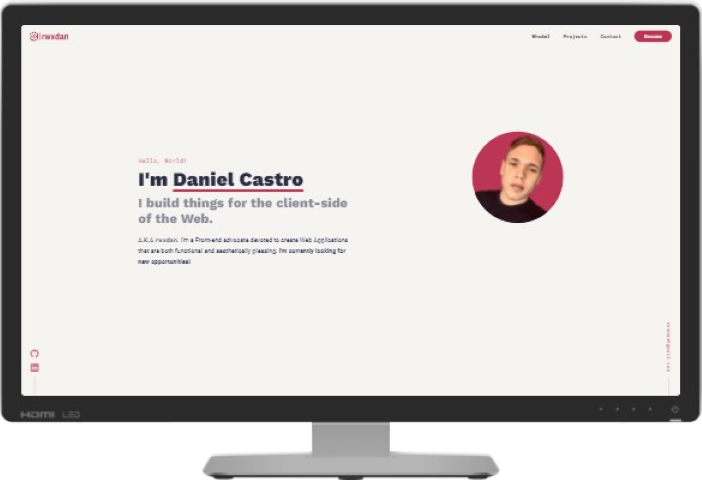 rwxdan
WhoAmI Projects Contact Resume
Hello, World!
I'm Daniel Castro
I build things for the client-side
of the Web.
A.K.A. rwxdan. I'm a Front-end advocate devoted to create Web Applications
that are both functional and aesthetically pleasing. I'm currently looking for
new opportunities!
in
HDMI LED